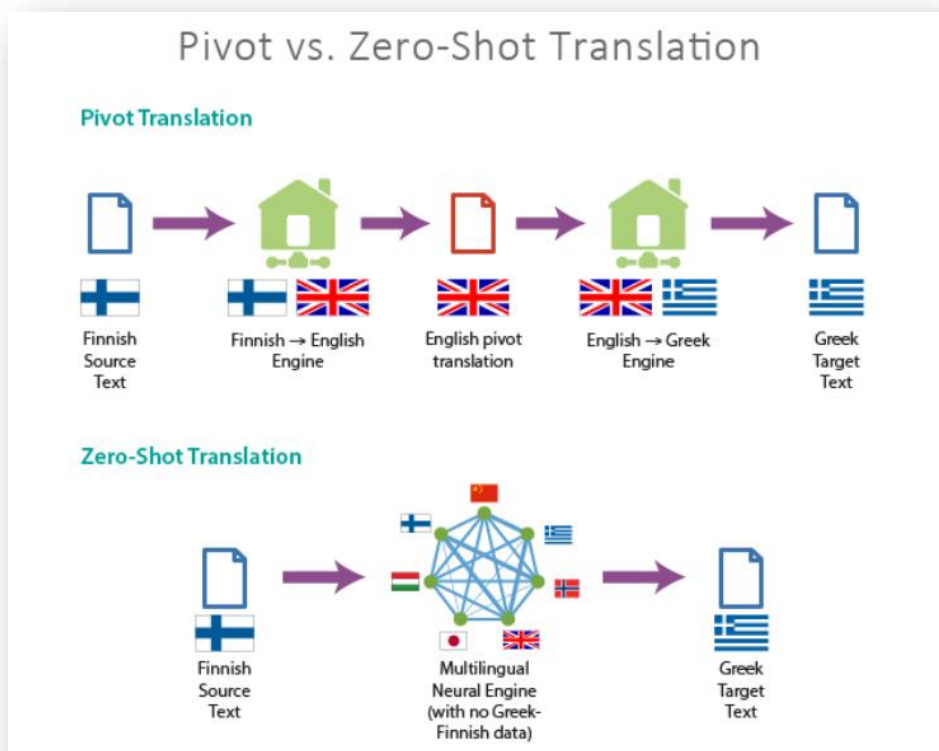 Pivot vs. Zero-Shot Translation
Pivot Translation
Finnish
Source
Text
Finnish → English
Engine
English pivot
translation
English → Greek
Engine
Greek
Target
Text
Zero-Shot Translation
Finnish
Source
Text
Multilingual
Neural Engine
(with no Greek-
Finnish data)
Greek
Target
Text